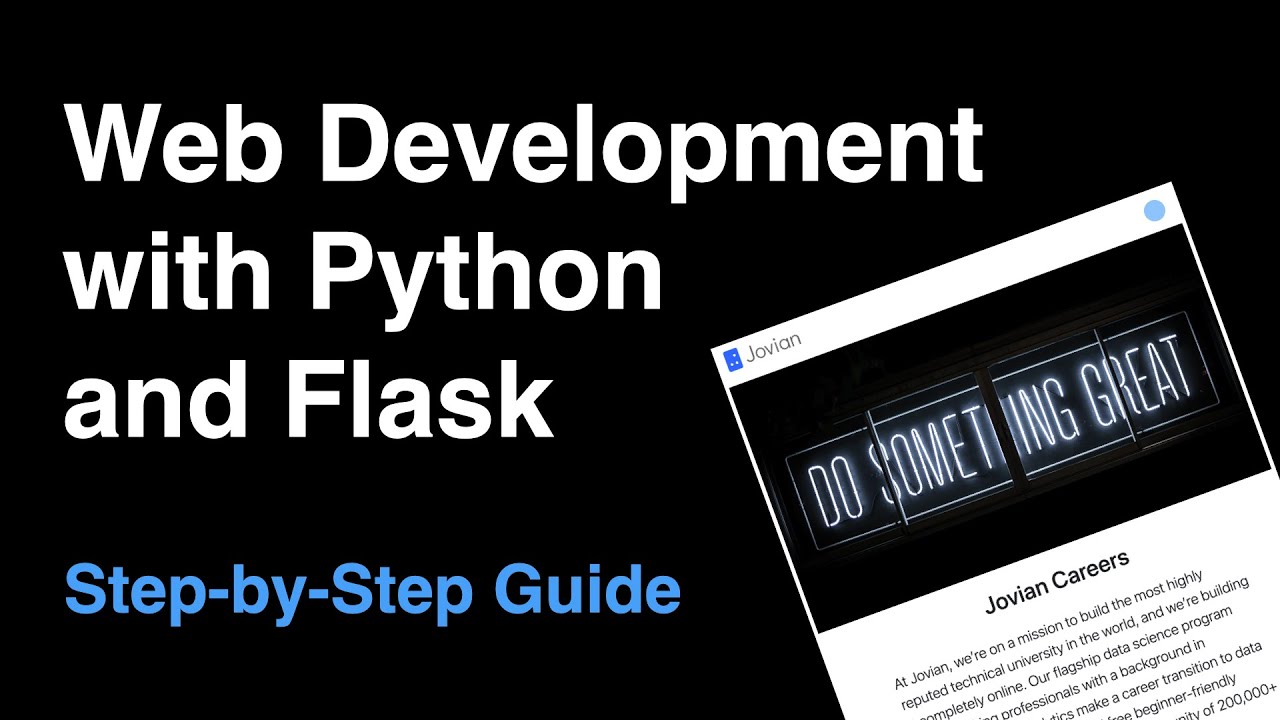 Web Development
with Python
and Flask
Step-by-Step Guide
Jovian
DO SOMETHING GREAT
Jovian Careers
At Jovian, we're on a mission to build the most highly
reputed technical university in the world, and we're building
completely online. Our flagship data science program
professionals with a background in
make a career transition to data
free beginner-friendly
of 200,000+